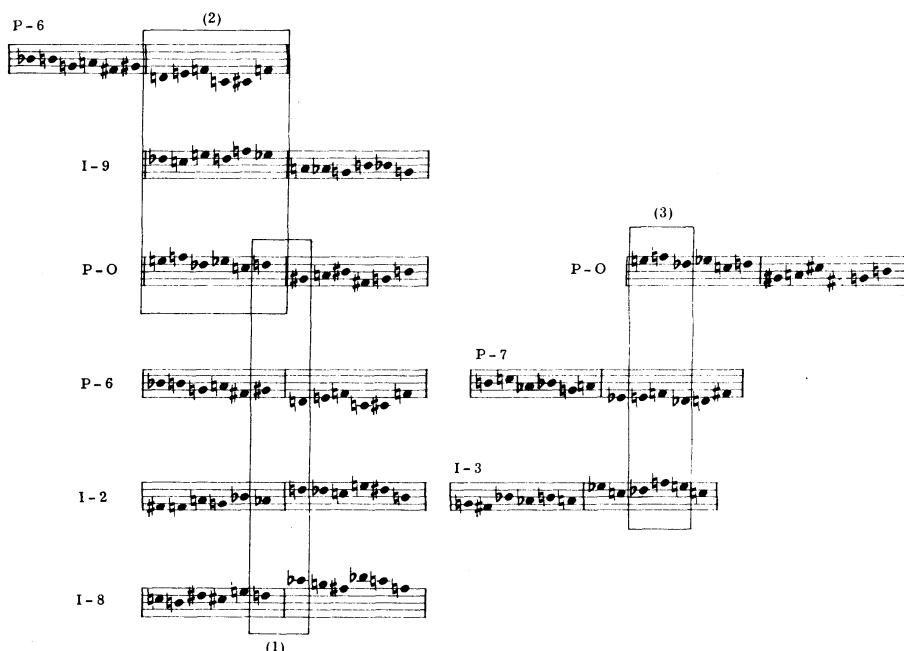 (2)
P-6
I-9
(3)
P-O
P-O
P-7
P-6
I-3
I-2
I-8
(1)